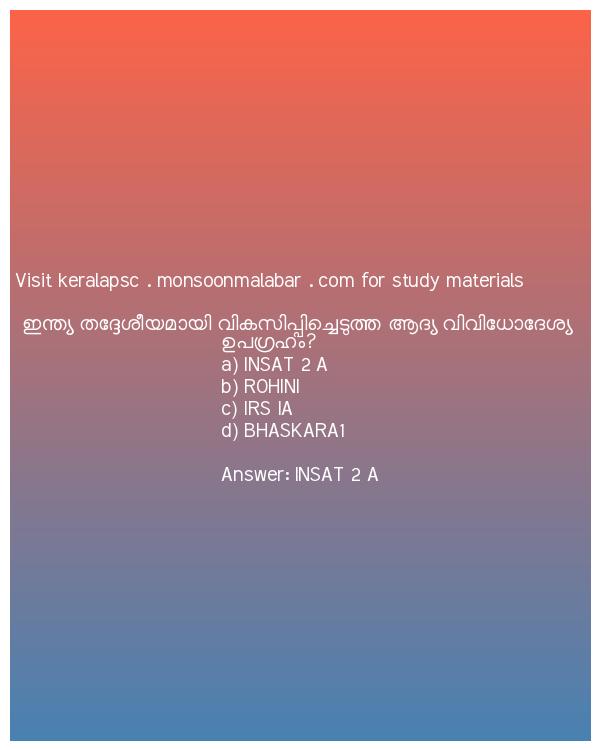 Visit keralapsc . monsoonmalabar . com for study materials
ഇന്ത്യ തദ്ദേശീയമായി വികസിപ്പിച്ചെടുത്ത ആദ്യ വിവിധോദേശ്യ
ഉപഗ്രഹം?
a) INSAT 2 A
b) ROHINI
c) IRS IA
d) BHASKARA1
Answer: INSAT 2 A